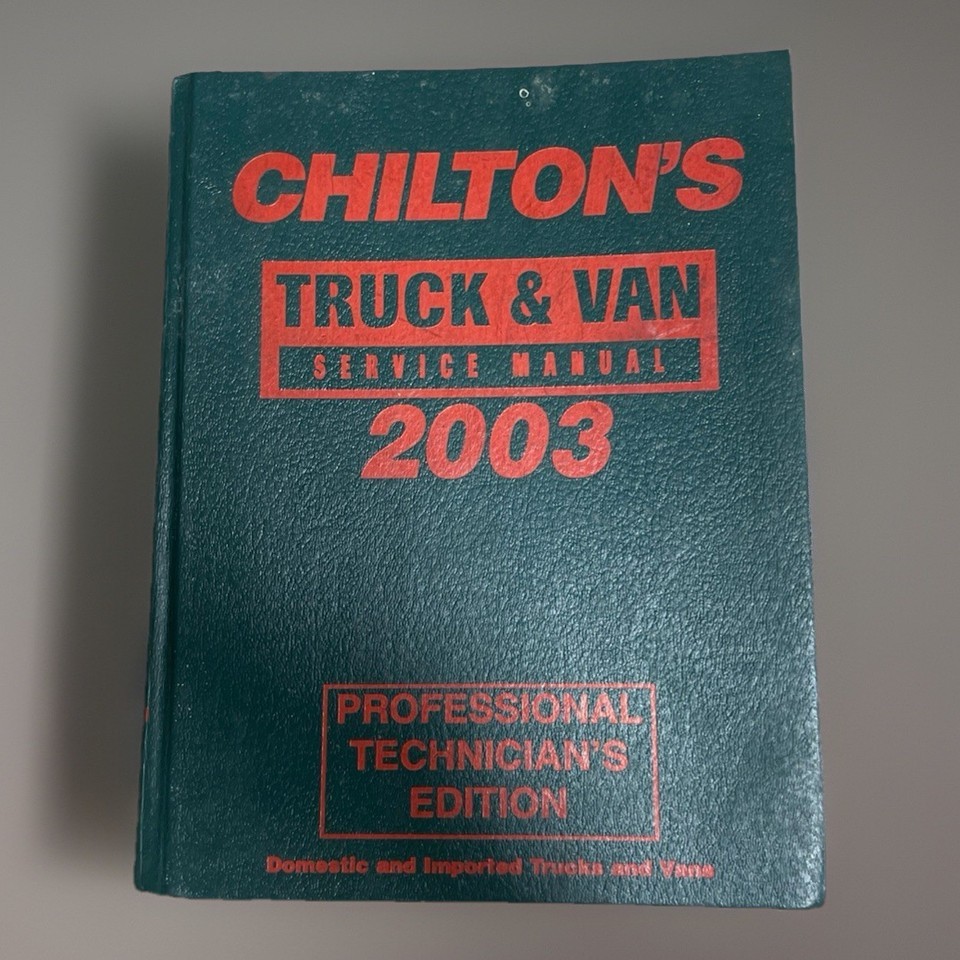 CHILTON'S
TRUCK & VAN
SERVICE MANUAL
2003
PROFESSIONAL
TECHNICIAN'S
EDITION
Domestic and Imported Trucks and Vans